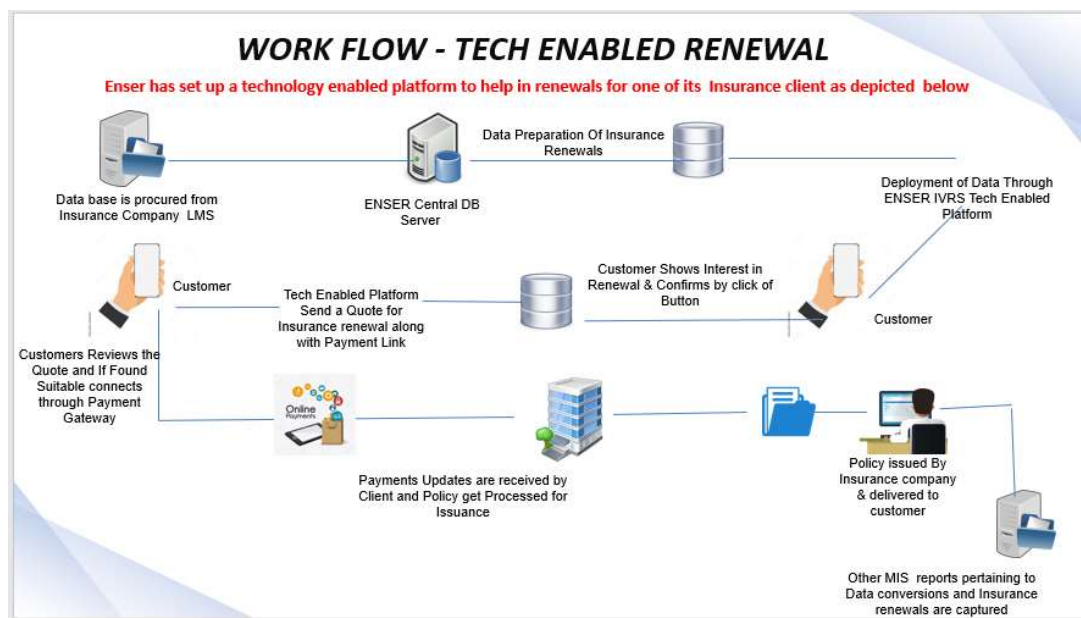 WORK FLOW - TECH ENABLED RENEWAL
Enser has set up a technology enabled platform to help in renewals for one of its Insurance client as depicted below
Data base is procured from
Insurance Company LMS
ENSER Central DB
Server
Data Preparation Of Insurance
Renewals
Deployment of Data Through
ENSER IVRS Tech Enabled
Platform
Customer
Customer Shows Interest in
Renewal & Confirms by click of
Button
Tech Enabled Platform
Send a Quote for
Insurance renewal along
with Payment Link
Customer
Customers Reviews the
Quote and If Found
Suitable connects
through Payment
Gateway
Online
Payments
Payments Updates are received by
Client and Policy get Processed for
Issuance
Policy issued By
Insurance company
& delivered to
customer
Other MIS reports pertaining to
Data conversions and Insurance
renewals are captured